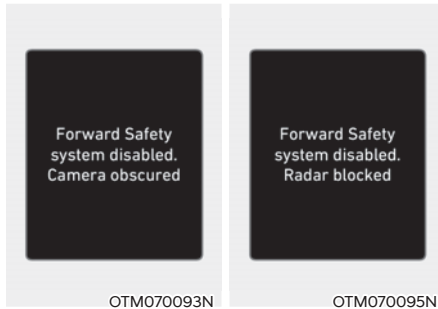 Forward Safety
system disabled.
Camera obscured
OTM070093N
Forward Safety
system disabled.
Radar blocked
OTM070095N